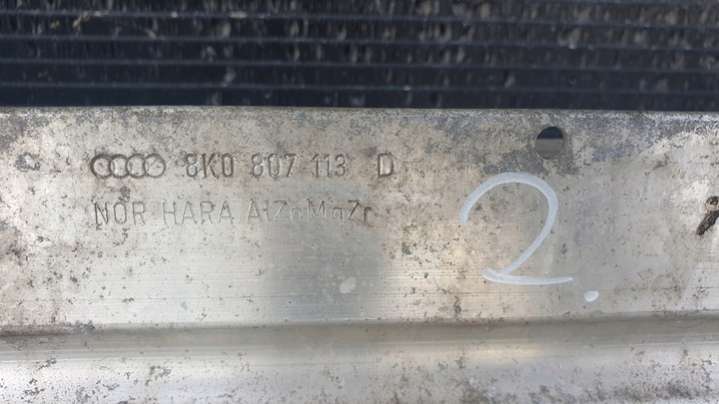 8K0 807 113 D
NOR HARA AlZnMgZr
2.